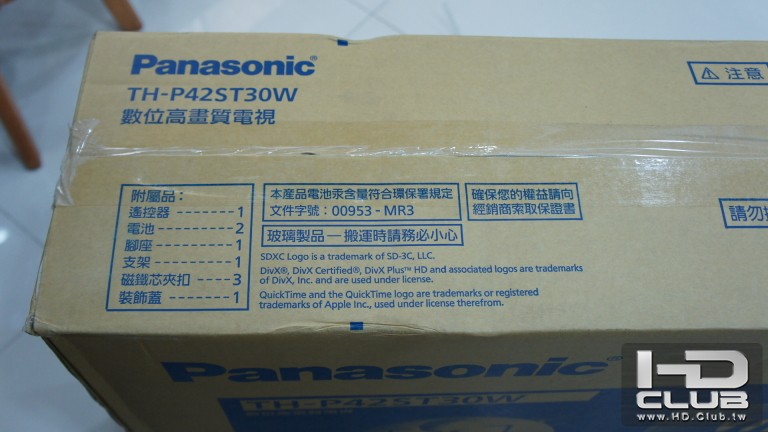 Panasonic®
TH-P42ST30W
數位高畫質電視
⚠ 注意
附屬品：
遙控器 -------1
電池 ---------2
腳座 ---------1
支架 ---------1
磁鐵芯夾扣 ----3
裝飾蓋 -------1
本產品電池汞含量符合環保署規定
文件字號：00953 - MR3
確保您的權益請向
經銷商索取保證書
請勿
玻璃製品 — 搬運時請務必小心
SDXC Logo is a trademark of SD-3C, LLC.
DivX®, DivX Certified®, DivX Plus™ HD and associated logos are trademarks
of DivX, Inc. and are used under license.
QuickTime and the QuickTime logo are trademarks or registered
trademarks of Apple Inc., used under license therefrom.
Panasonic
TH-P42ST30W
HD
CLUB
www.HD.Club.tw